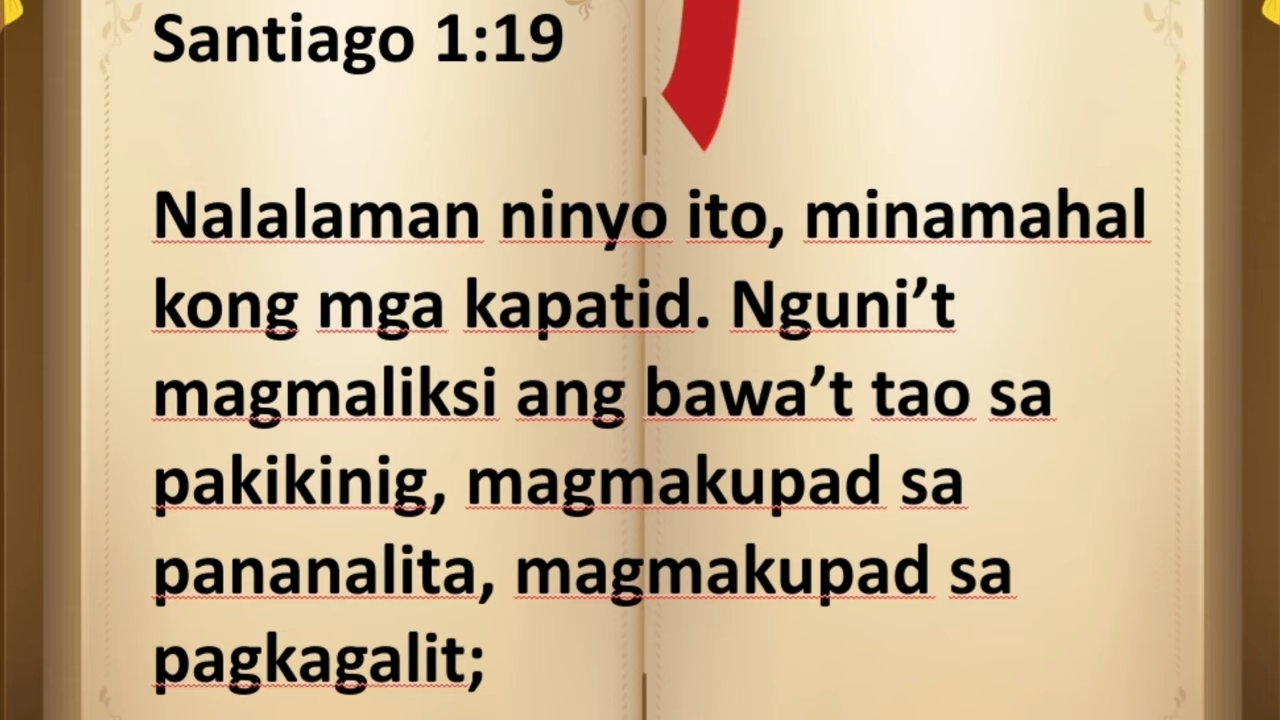 Santiago 1:19
Nalalaman ninyo ito, minamahal
kong mga kapatid. Nguni’t
magmaliksi ang bawa’t tao sa
pakikinig, magmakupad sa
pananalita, magmakupad sa
pagkagalit;